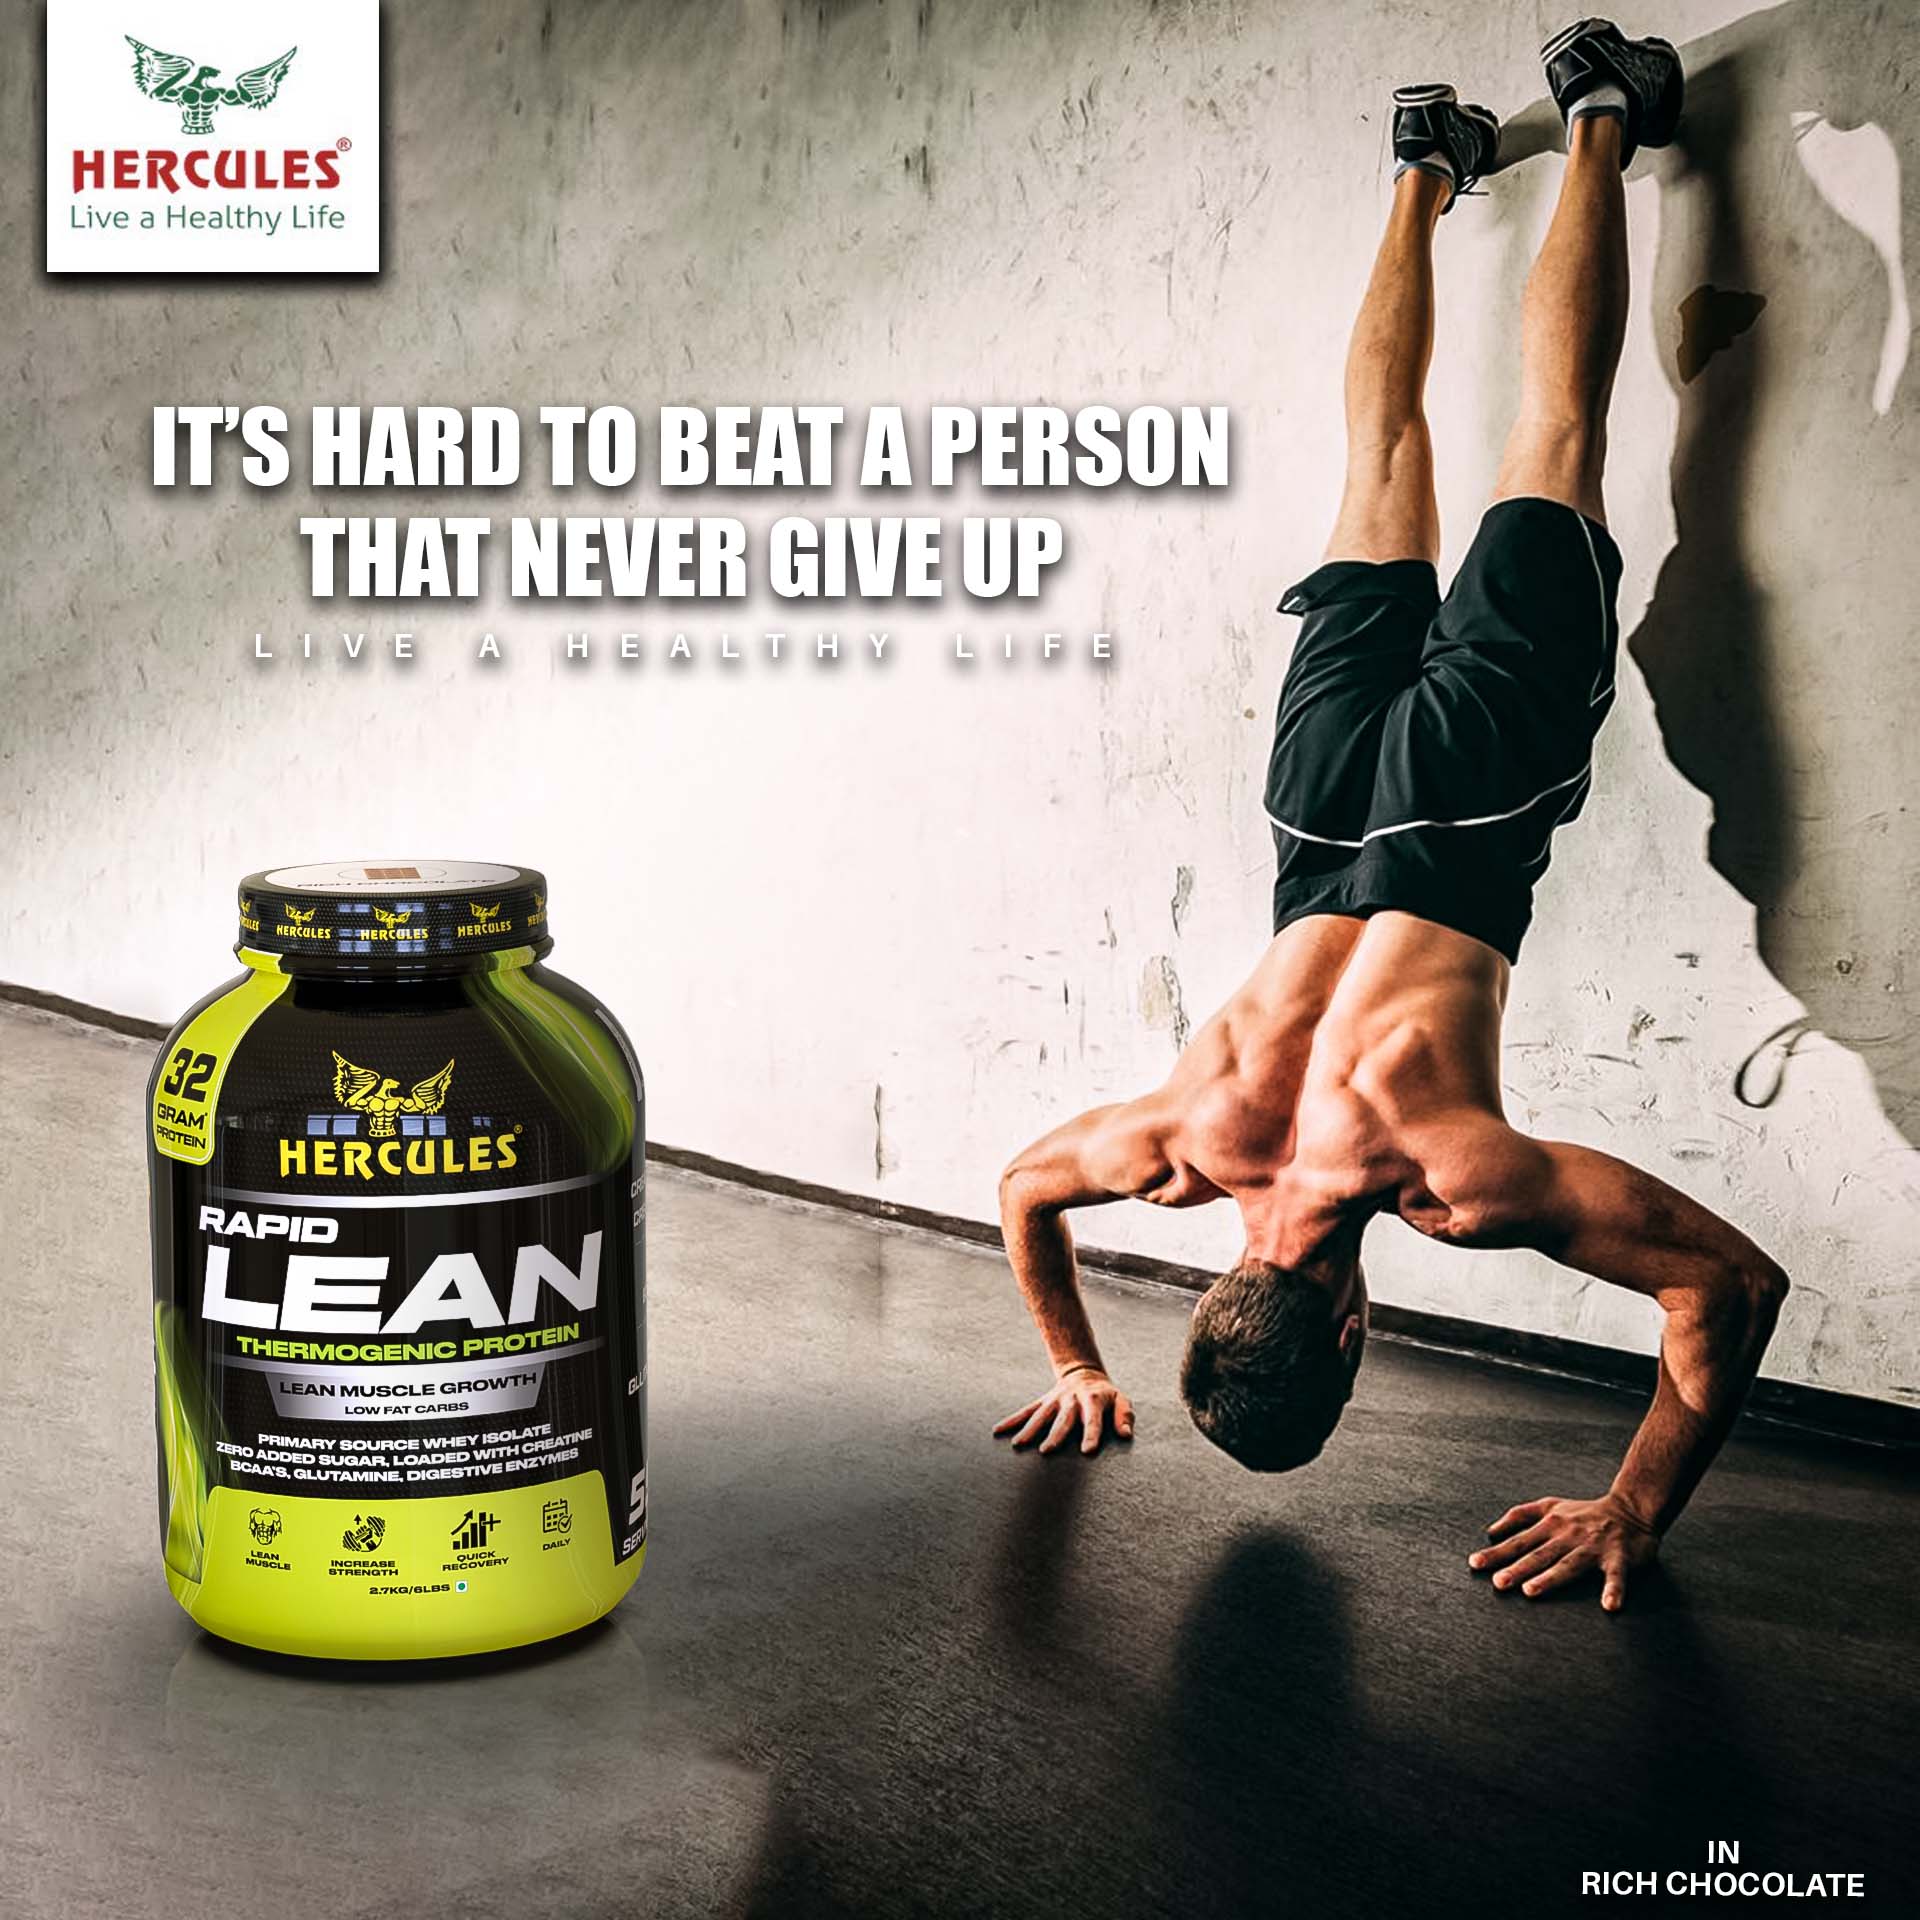 HERCULES®
Live a Healthy Life
IT'S HARD TO BEAT A PERSON
THAT NEVER GIVE UP
LIVE A HEALTHY LIFE
RICH CHOCOLATE
HERCULES HERCULES HERCULES
32
GRAM*
PROTEIN
HERCULES®
RAPID
LEAN
THERMOGENIC PROTEIN
LEAN MUSCLE GROWTH
LOW FAT CARBS
PRIMARY SOURCE WHEY ISOLATE
ZERO ADDED SUGAR, LOADED WITH CREATINE
BCAA'S, GLUTAMINE, DIGESTIVE ENZYMES
LEAN
MUSCLE
INCREASE
STRENGTH
QUICK
RECOVERY
DAILY
2.7KG/6LBS
IN
RICH CHOCOLATE